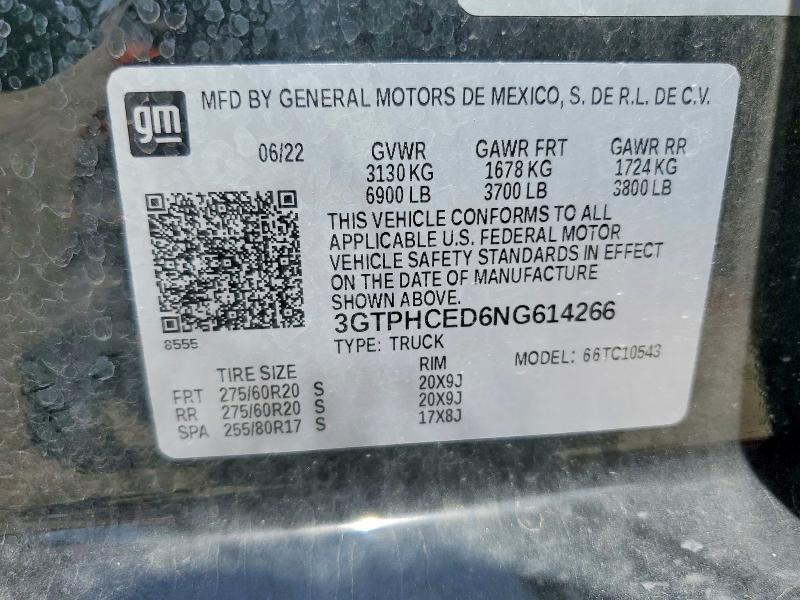 gm
MFD BY GENERAL MOTORS DE MEXICO, S. DE R.L. DE C.V.
06/22 GVWR GAWR FRT GAWR RR
3130 KG 1678 KG 1724 KG
6900 LB 3700 LB 3800 LB
THIS VEHICLE CONFORMS TO ALL
APPLICABLE U.S. FEDERAL MOTOR
VEHICLE SAFETY STANDARDS IN EFFECT
ON THE DATE OF MANUFACTURE
SHOWN ABOVE.
3GTPHCED6NG614266
8555
TYPE: TRUCK MODEL: 66TC10543
TIRE SIZE RIM
FRT 275/60R20 S 20X9J
RR 275/60R20 S 20X9J
SPA 255/80R17 S 17X8J